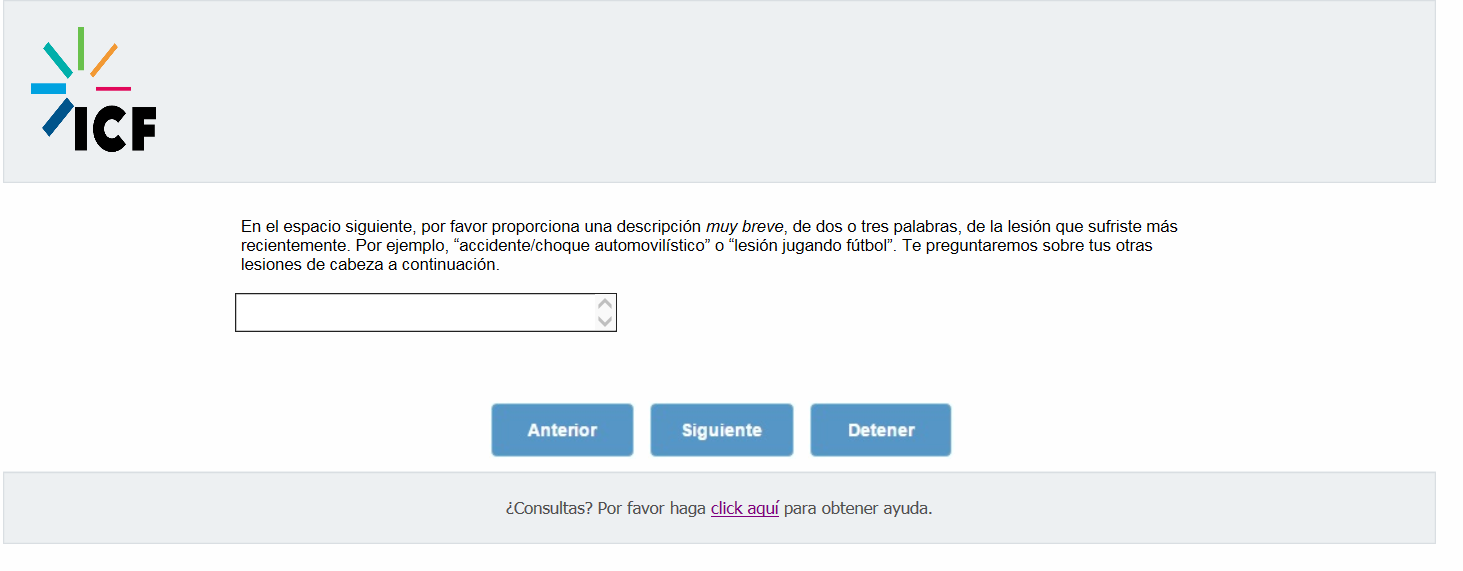 ICF
En el espacio siguiente, por favor proporciona una descripción muy breve, de dos o tres palabras, de la lesión que sufriste más
recientemente. Por ejemplo, “accidente/choque automovilístico” o “lesión jugando fútbol”. Te preguntaremos sobre tus otras
lesiones de cabeza a continuación.
Anterior Siguiente Detener
¿Consultas? Por favor haga click aquí para obtener ayuda.